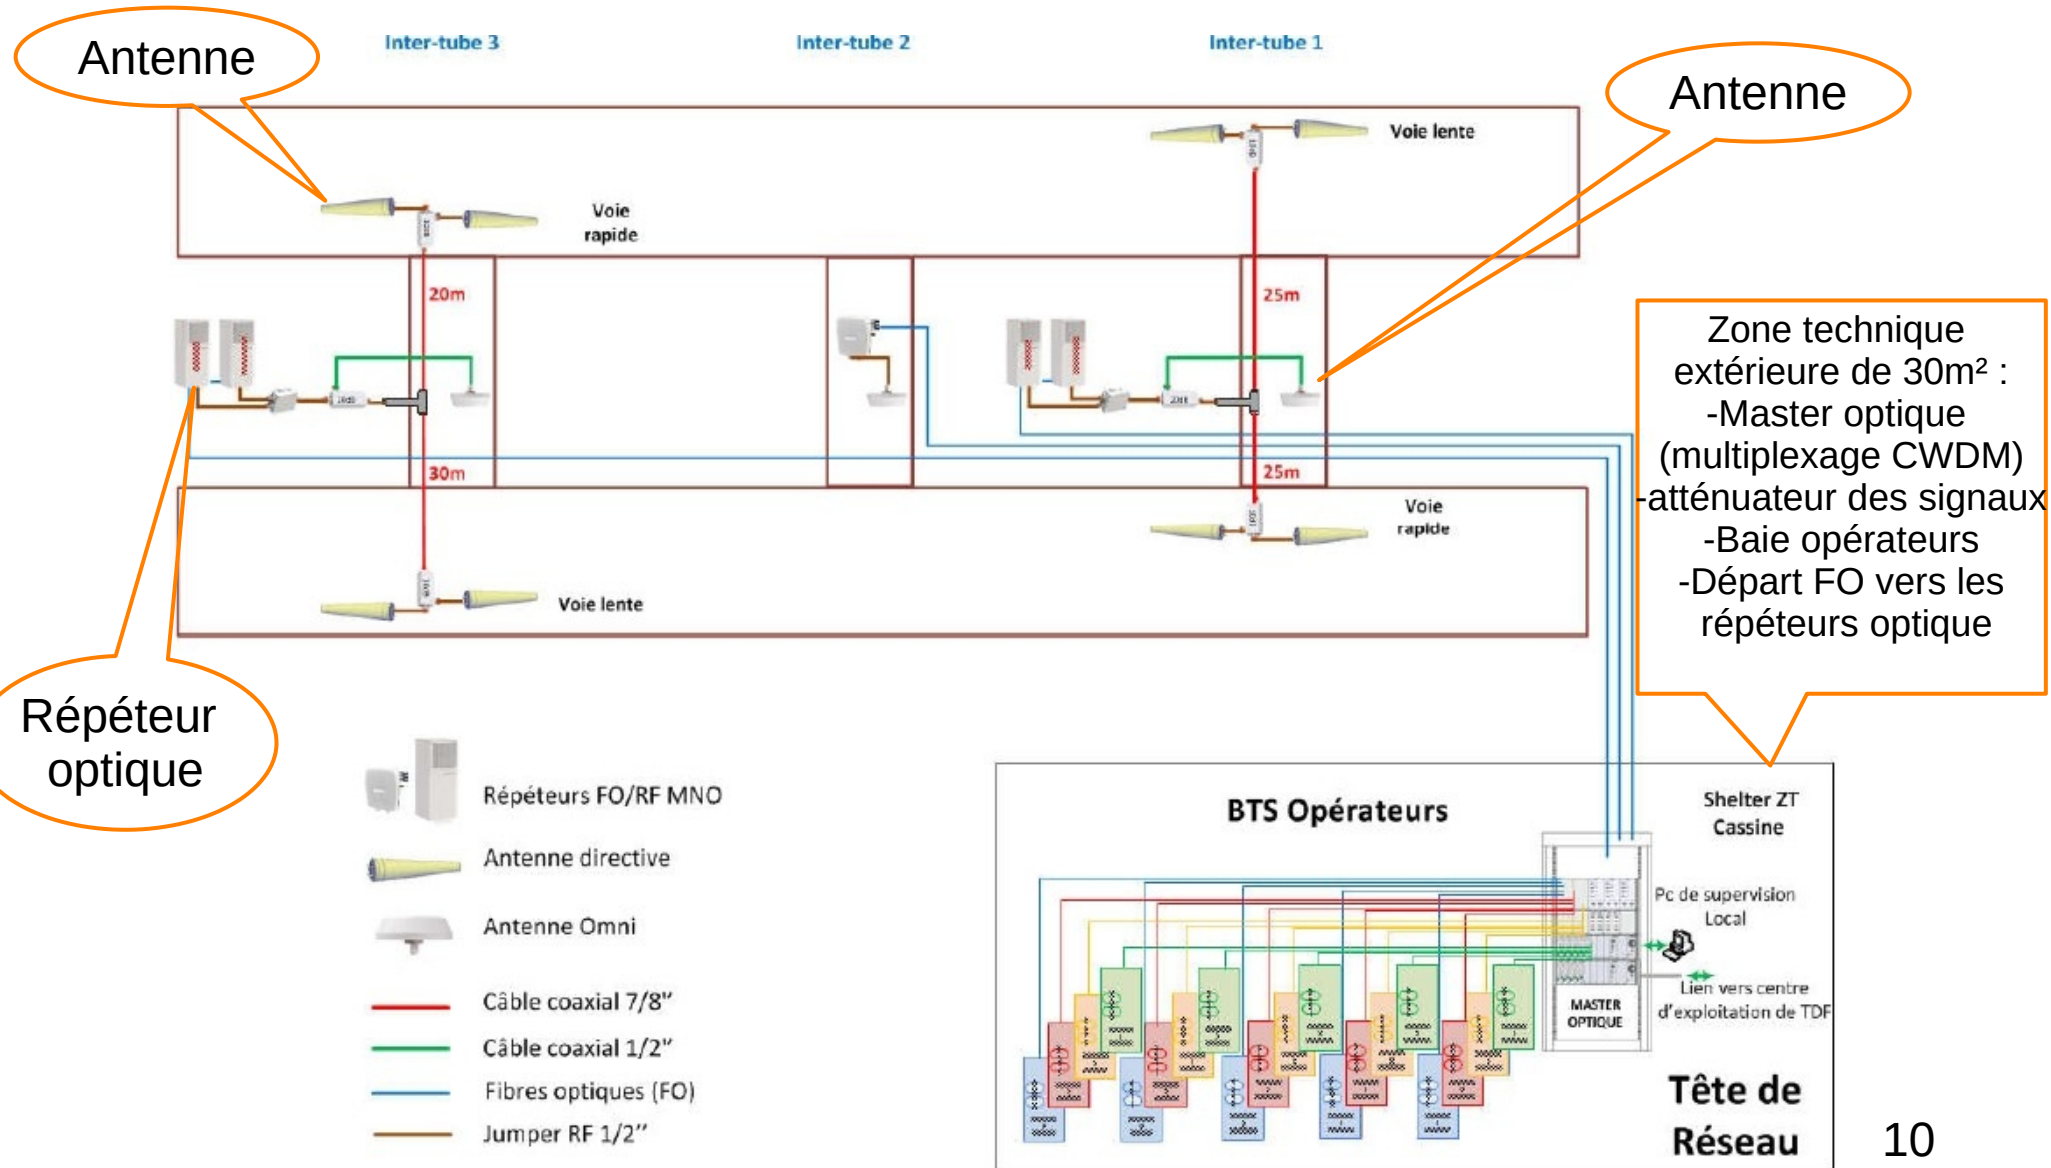 Inter-tube 3
Inter-tube 2
Inter-tube 1
Antenne
Antenne
Voie lente
Voie
rapide
20m
25m
30m
25m
Voie
rapide
Voie lente
Zone technique
extérieure de 30m² :
-Master optique
(multiplexage CWDM)
-atténuateur des signaux
-Baie opérateurs
-Départ FO vers les
répéteurs optique
Répéteur
optique
Répéteurs FO/RF MNO
Antenne directive
Antenne Omni
Câble coaxial 7/8"
Câble coaxial 1/2"
Fibres optiques (FO)
Jumper RF 1/2''
BTS Opérateurs
Shelter ZT
Cassine
Pc de supervision
Local
Lien vers centre
d'exploitation de TDF
MASTER
OPTIQUE
Tête de
Réseau
10